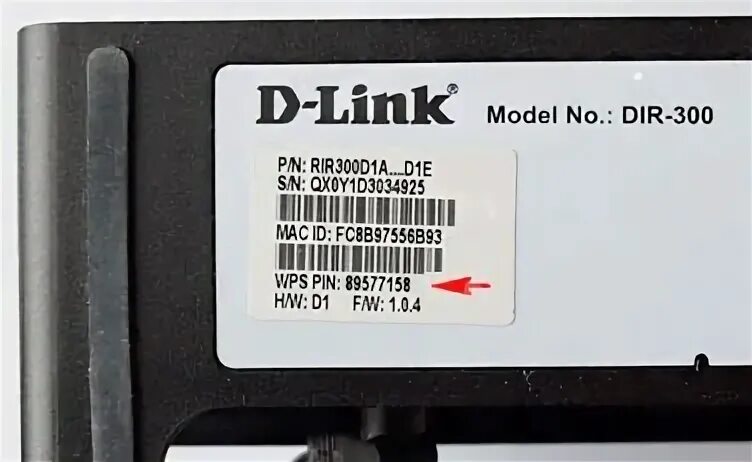 D-Link®
Model No.: DIR-300
P/N: RIR300D1A....D1E
S/N: QX0Y1D3034925
MAC ID: FC8B97556B93
WPS PIN: 89577158
H/W: D1 F/W: 1.0.4